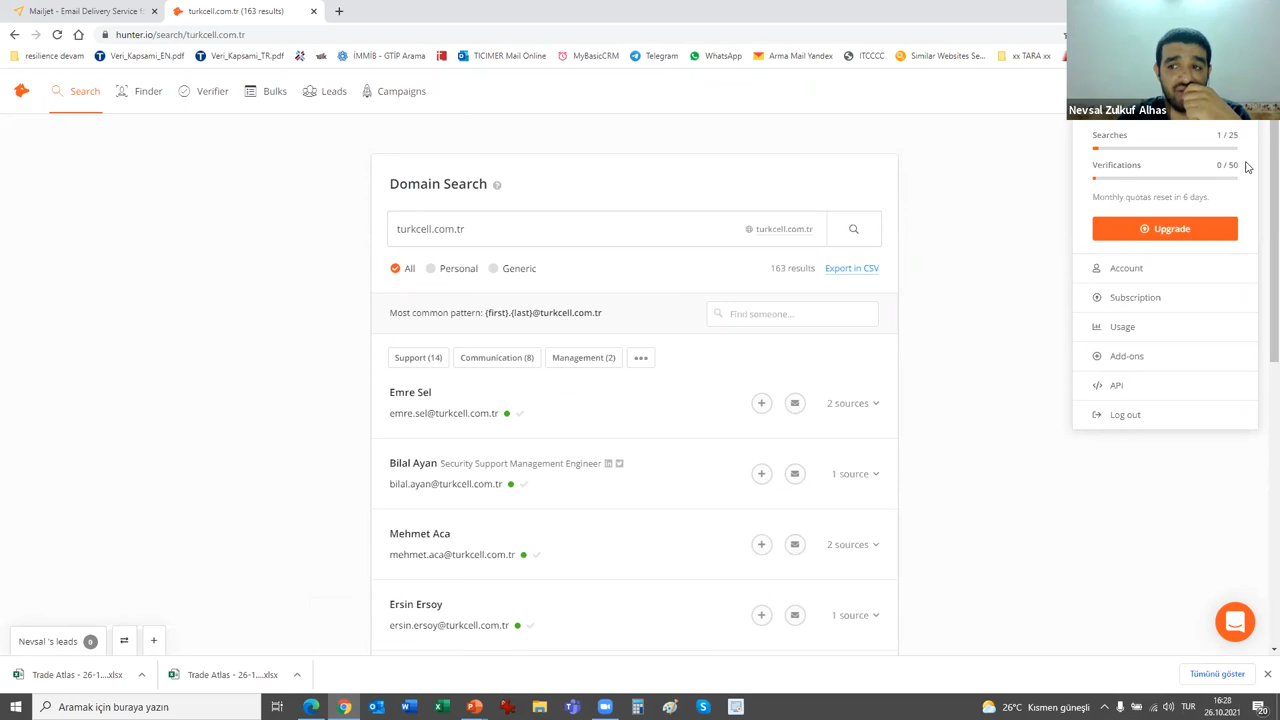 Mailjet - Email Delivery Service f
turkcell.com.tr (163 results)
hunter.io/search/turkcell.com.tr
resilience devam
Veri_Kapsami_EN.pdf
Veri_Kapsami_TR.pdf
İMMİB - GTİP Arama
TICIMER Mail Online
MyBasicCRM
Telegram
WhatsApp
Arma Mail Yandex
ITCCCC
Similar Websites Se...
xx TARA xx
Nevsal Zulkuf Alhas
Search
Finder
Verifier
Bulks
Leads
Campaigns
Searches 1 / 25
Verifications 0 / 50
Monthly quotas reset in 6 days.
Upgrade
Account
Subscription
Usage
Add-ons
API
Log out
Domain Search
turkcell.com.tr
turkcell.com.tr
All Personal Generic
163 results Export in CSV
Most common pattern: {first}.{last}@turkcell.com.tr
Find someone...
Support (14) Communication (8) Management (2)
Emre Sel
emre.sel@turkcell.com.tr
2 sources
Bilal Ayan Security Support Management Engineer
bilal.ayan@turkcell.com.tr
1 source
Mehmet Aca
mehmet.aca@turkcell.com.tr
2 sources
Ersin Ersoy
ersin.ersoy@turkcell.com.tr
1 source
Nevsal 's leads 0
Trade Atlas - 26-1....xlsx
Trade Atlas - 26-1....xlsx
Tümünü göster
Aramak için buraya yazın
26°C Kısmen güneşli
TUR
16:28
26.10.2021
20